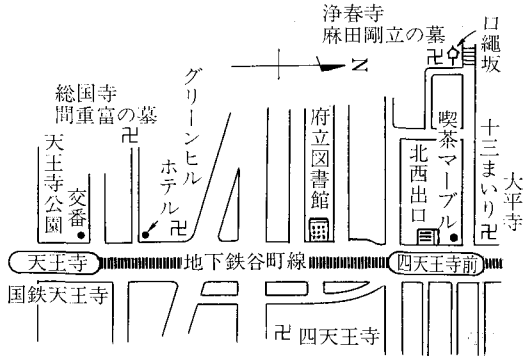 浄春寺
麻田剛立の墓
口縄坂
N
総国寺
間重富の墓
グリーンヒル
ホテル
天王寺公園
交番
府立図書館
喫茶マーブル
北西出口
十三まいり
太平寺
天王寺
地下鉄谷町線
四天王寺前
国鉄天王寺
四天王寺